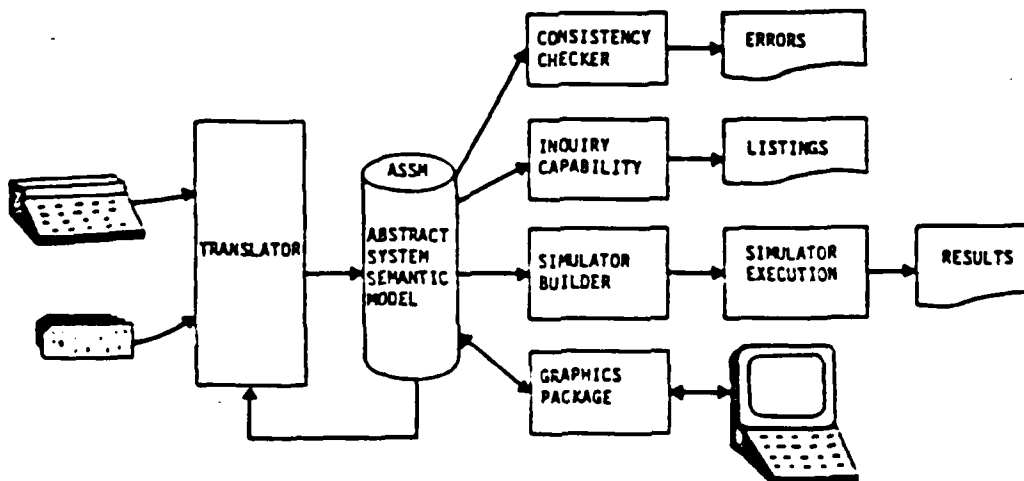 CONSISTENCY
CHECKER
ERRORS
INQUIRY
CAPABILITY
LISTINGS
ASSM
TRANSLATOR
ABSTRACT
SYSTEM
SEMANTIC
MODEL
SIMULATOR
BUILDER
SIMULATOR
EXECUTION
RESULTS
GRAPHICS
PACKAGE